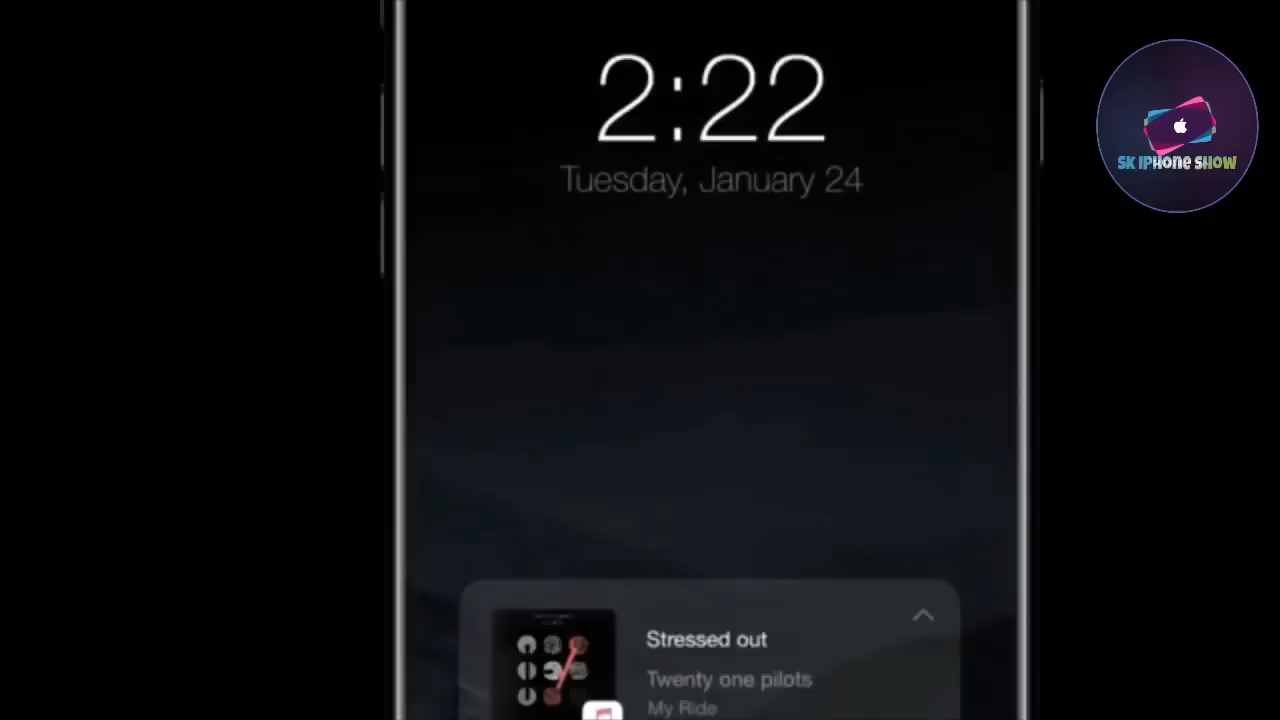 2:22
Tuesday, January 24
SK IPHONE SHOW
Stressed out
Twenty one pilots
My Ride